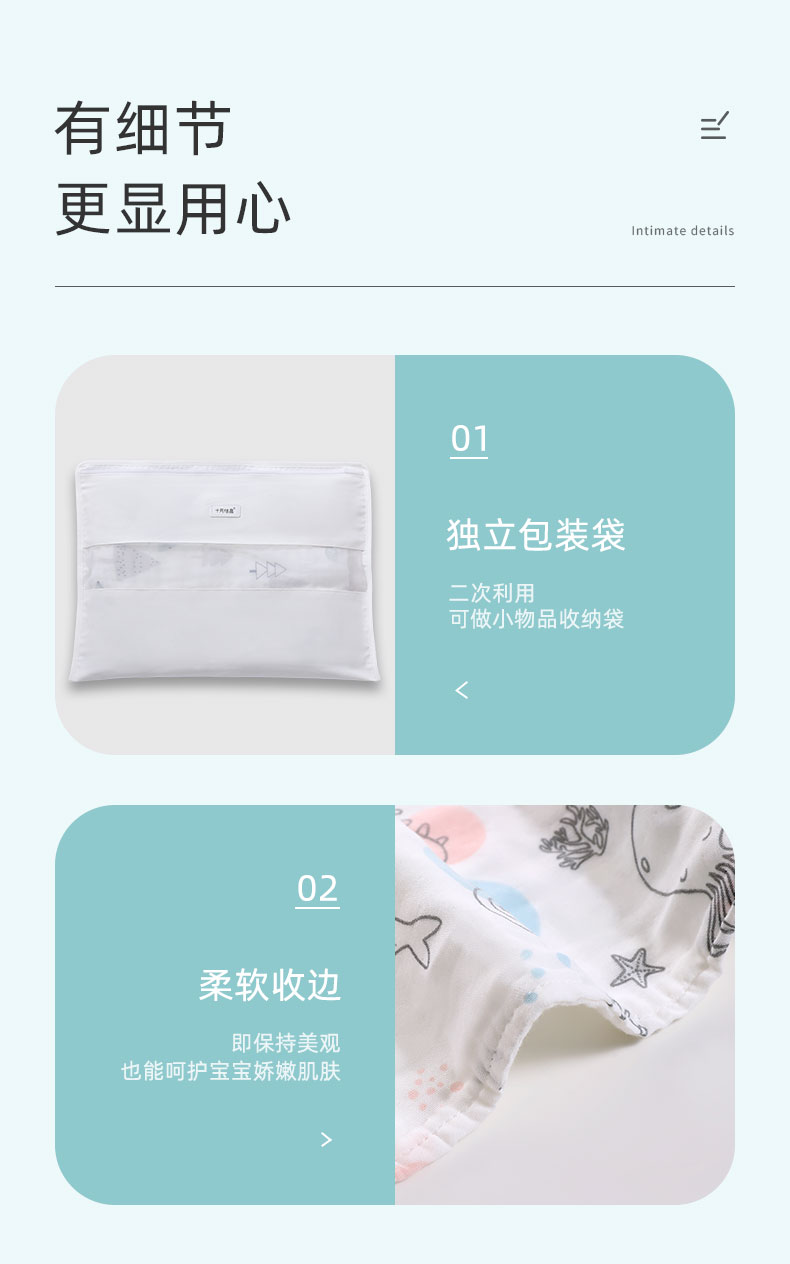 有细节
更显用心
Intimate details
01
独立包装袋
二次利用
可做小物品收纳袋
02
柔软收边
即保持美观
也能呵护宝宝娇嫩肌肤